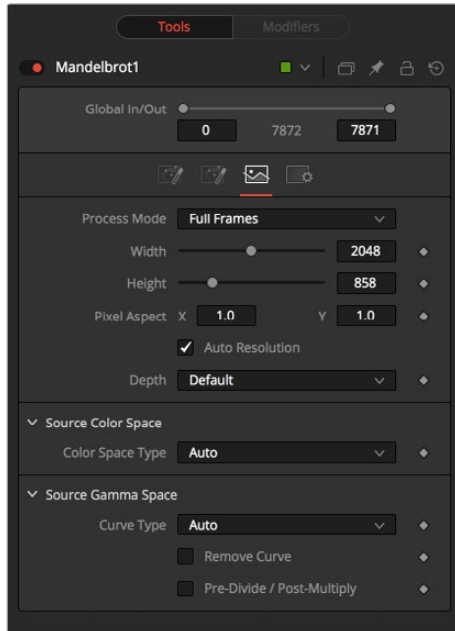 Tools Modifiers
Mandelbrot1
Global In/Out
0 7872 7871
Process Mode Full Frames
Width 2048
Height 858
Pixel Aspect X 1.0 Y 1.0
Auto Resolution
Depth Default
Source Color Space
Color Space Type Auto
Source Gamma Space
Curve Type Auto
Remove Curve
Pre-Divide / Post-Multiply